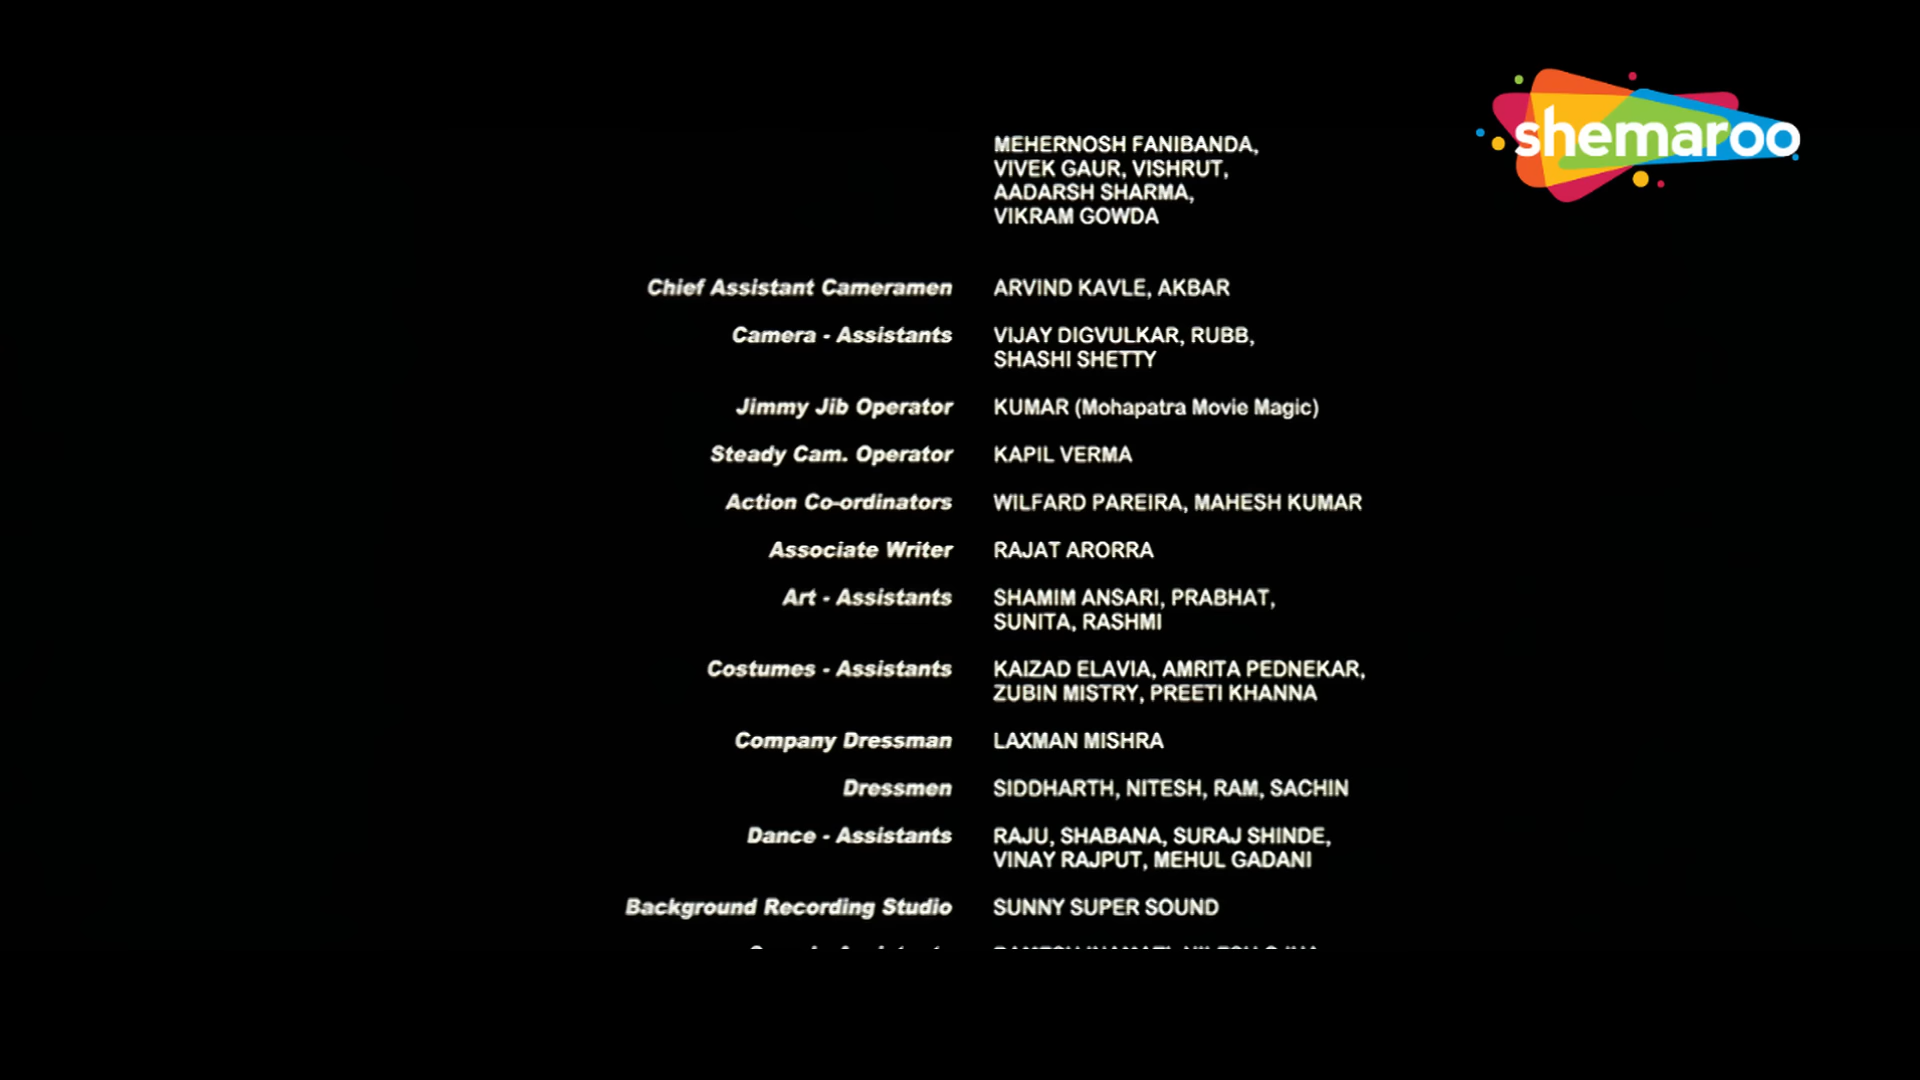 shemaroo
MEHERNOSH FANIBANDA,
VIVEK GAUR, VISHRUT,
AADARSH SHARMA,
VIKRAM GOWDA
Chief Assistant Cameramen ARVIND KAVLE, AKBAR
Camera - Assistants VIJAY DIGVULKAR, RUBB,
SHASHI SHETTY
Jimmy Jib Operator KUMAR (Mohapatra Movie Magic)
Steady Cam. Operator KAPIL VERMA
Action Co-ordinators WILFARD PAREIRA, MAHESH KUMAR
Associate Writer RAJAT ARORRA
Art - Assistants SHAMIM ANSARI, PRABHAT,
SUNITA, RASHMI
Costumes - Assistants KAIZAD ELAVIA, AMRITA PEDNEKAR,
ZUBIN MISTRY, PREETI KHANNA
Company Dressman LAXMAN MISHRA
Dressmen SIDDHARTH, NITESH, RAM, SACHIN
Dance - Assistants RAJU, SHABANA, SURAJ SHINDE,
VINAY RAJPUT, MEHUL GADANI
Background Recording Studio SUNNY SUPER SOUND